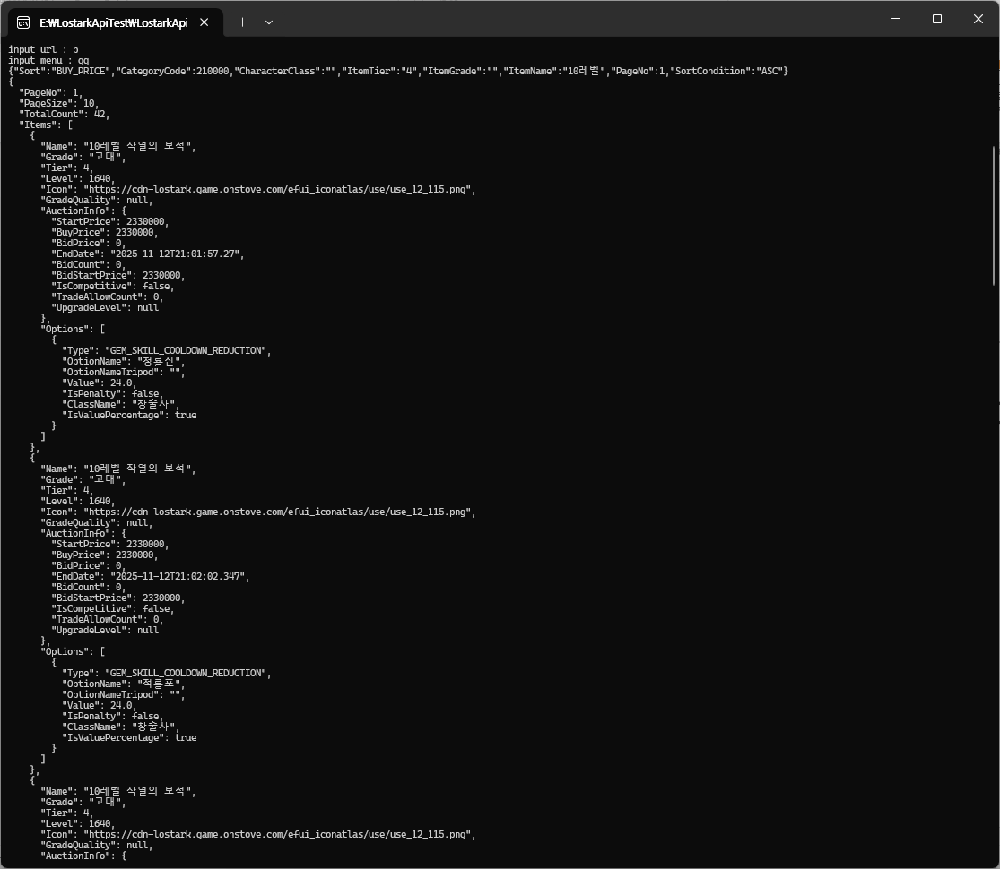 E:₩LostarkApiTest₩LostarkApi
input url : p
input menu : qq
{"Sort":"BUY_PRICE","CategoryCode":210000,"CharacterClass":"","ItemTier":"4","ItemGrade":"","ItemName":"10레벨","PageNo":1,"SortCondition":"ASC"}
{
  "PageNo": 1,
  "PageSize": 10,
  "TotalCount": 42,
  "Items": [
    {
      "Name": "10레벨 작열의 보석",
      "Grade": "고대",
      "Tier": 4,
      "Level": 1640,
      "Icon": "https://cdn-lostark.game.onstove.com/efui_iconatlas/use/use_12_115.png",
      "GradeQuality": null,
      "AuctionInfo": {
        "StartPrice": 2330000,
        "BuyPrice": 2330000,
        "BidPrice": 0,
        "EndDate": "2025-11-12T21:01:57.27",
        "BidCount": 0,
        "BidStartPrice": 2330000,
        "IsCompetitive": false,
        "TradeAllowCount": 0,
        "UpgradeLevel": null
      },
      "Options": [
        {
          "Type": "GEM_SKILL_COOLDOWN_REDUCTION",
          "OptionName": "청룡진",
          "OptionNameTripod": "",
          "Value": 24.0,
          "IsPenalty": false,
          "ClassName": "창술사",
          "IsValuePercentage": true
        }
      ]
    },
    {
      "Name": "10레벨 작열의 보석",
      "Grade": "고대",
      "Tier": 4,
      "Level": 1640,
      "Icon": "https://cdn-lostark.game.onstove.com/efui_iconatlas/use/use_12_115.png",
      "GradeQuality": null,
      "AuctionInfo": {
        "StartPrice": 2330000,
        "BuyPrice": 2330000,
        "BidPrice": 0,
        "EndDate": "2025-11-12T21:02:02.347",
        "BidCount": 0,
        "BidStartPrice": 2330000,
        "IsCompetitive": false,
        "TradeAllowCount": 0,
        "UpgradeLevel": null
      },
      "Options": [
        {
          "Type": "GEM_SKILL_COOLDOWN_REDUCTION",
          "OptionName": "적룡포",
          "OptionNameTripod": "",
          "Value": 24.0,
          "IsPenalty": false,
          "ClassName": "창술사",
          "IsValuePercentage": true
        }
      ]
    },
    {
      "Name": "10레벨 작열의 보석",
      "Grade": "고대",
      "Tier": 4,
      "Level": 1640,
      "Icon": "https://cdn-lostark.game.onstove.com/efui_iconatlas/use/use_12_115.png",
      "GradeQuality": null,
      "AuctionInfo": {